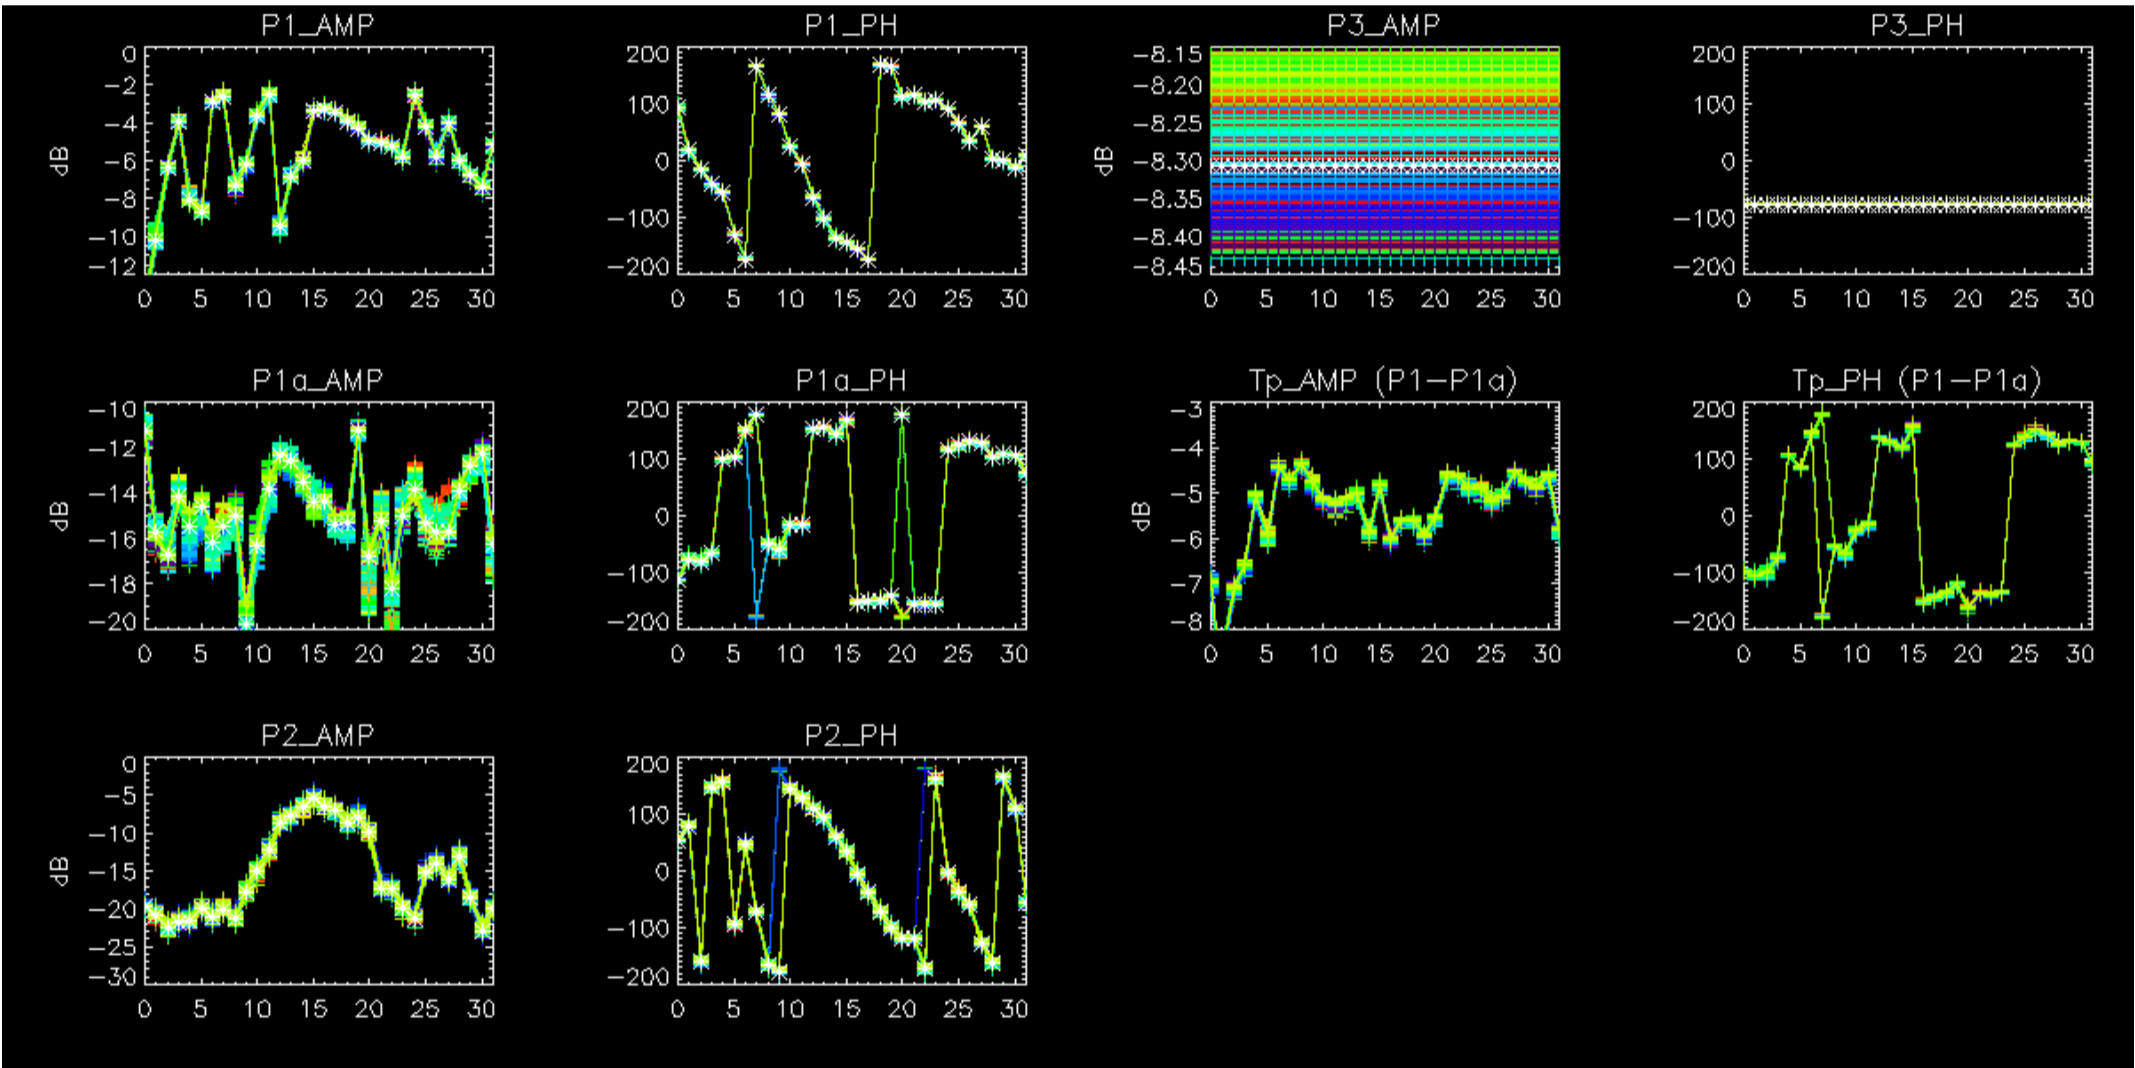 P1_AMP
dB
0
-2
-4
-6
-8
-10
-12
0 5 10 15 20 25 30
P1_PH
200
100
0
-100
-200
0 5 10 15 20 25 30
P3_AMP
dB
-8.15
-8.20
-8.25
-8.30
-8.35
-8.40
-8.45
0 5 10 15 20 25 30
P3_PH
200
100
0
-100
-200
0 5 10 15 20 25 30
P1a_AMP
dB
-10
-12
-14
-16
-18
-20
0 5 10 15 20 25 30
P1a_PH
200
100
0
-100
-200
0 5 10 15 20 25 30
Tp_AMP (P1-P1a)
dB
-3
-4
-5
-6
-7
-8
0 5 10 15 20 25 30
Tp_PH (P1-P1a)
200
100
0
-100
-200
0 5 10 15 20 25 30
P2_AMP
dB
0
-5
-10
-15
-20
-25
-30
0 5 10 15 20 25 30
P2_PH
200
100
0
-100
-200
0 5 10 15 20 25 30